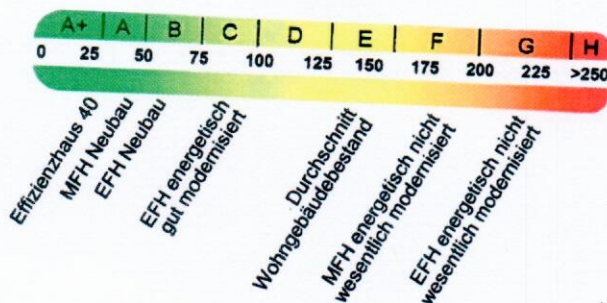 A+ A B C D E F G H
0 25 50 75 100 125 150 175 200 225 >250
Effizienzhaus 40
MFH Neubau
EFH Neubau
EFH energetisch
gut modernisiert
Durchschnitt
Wohngebäudebestand
MFH energetisch nicht
wesentlich modernisiert
EFH energetisch nicht
wesentlich modernisiert